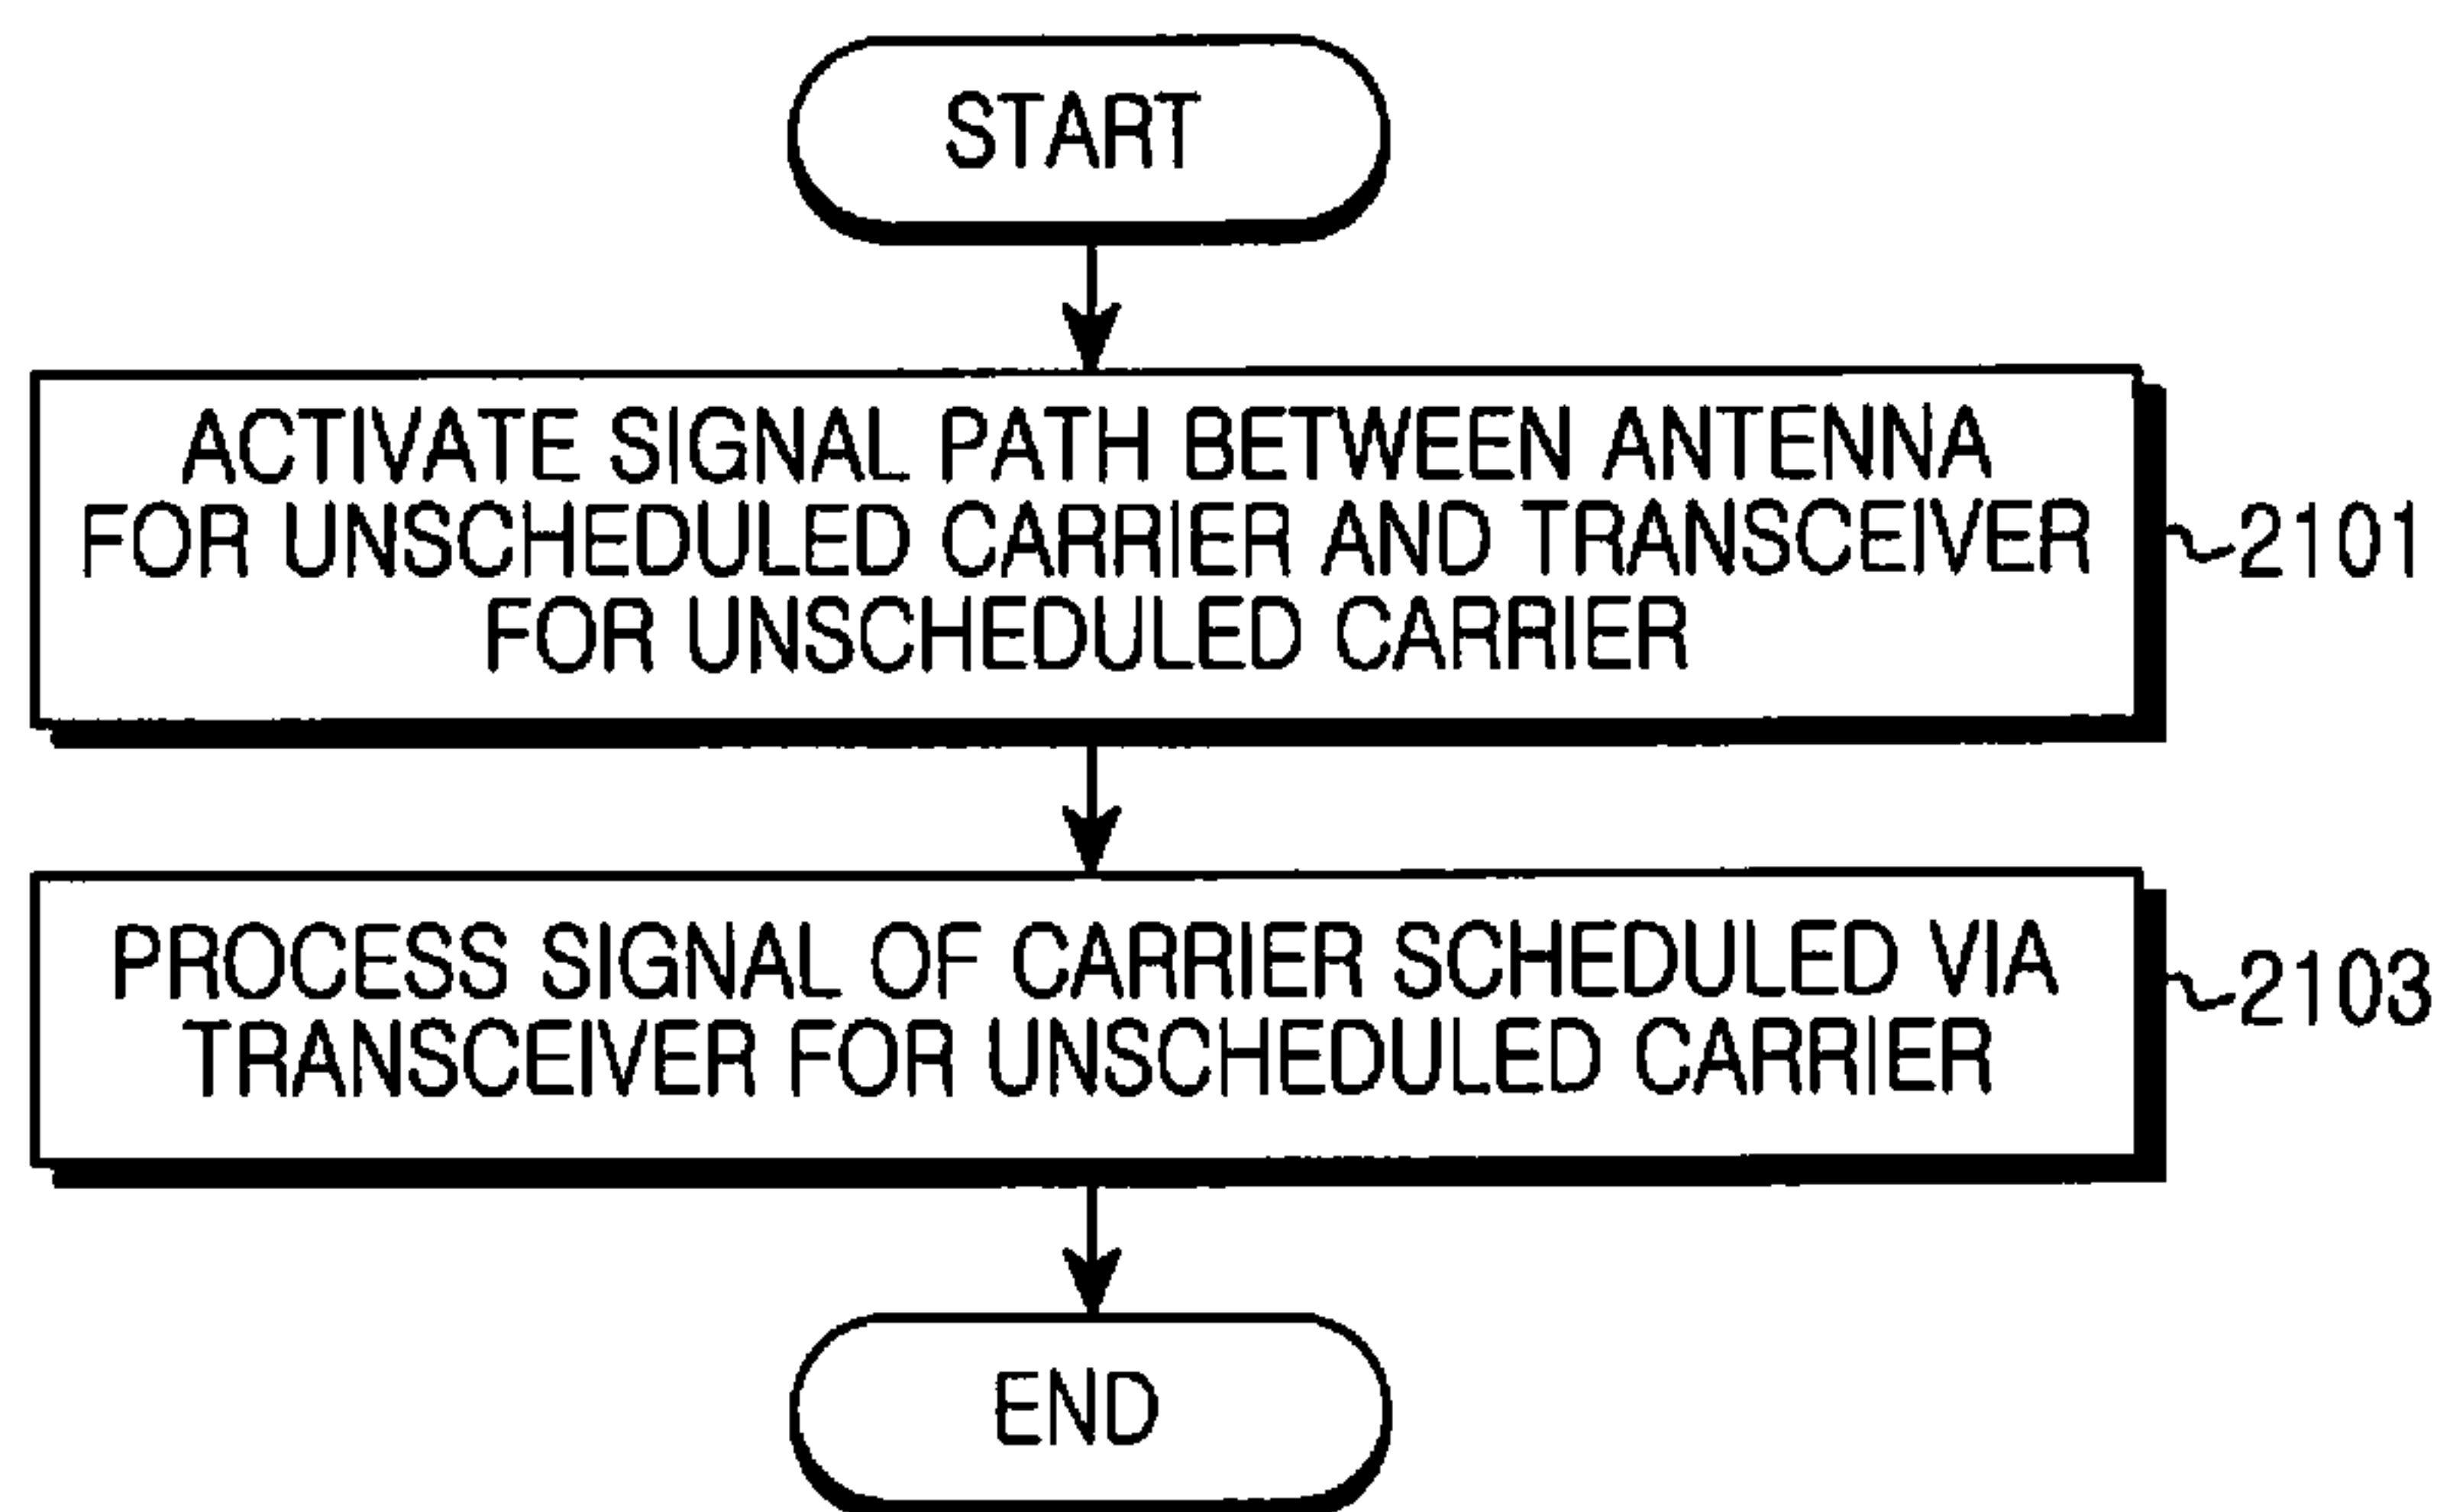 START
ACTIVATE SIGNAL PATH BETWEEN ANTENNA
FOR UNSCHEDULED CARRIER AND TRANSCEIVER
FOR UNSCHEDULED CARRIER
2101
PROCESS SIGNAL OF CARRIER SCHEDULED VIA
TRANSCEIVER FOR UNSCHEDULED CARRIER
2103
END